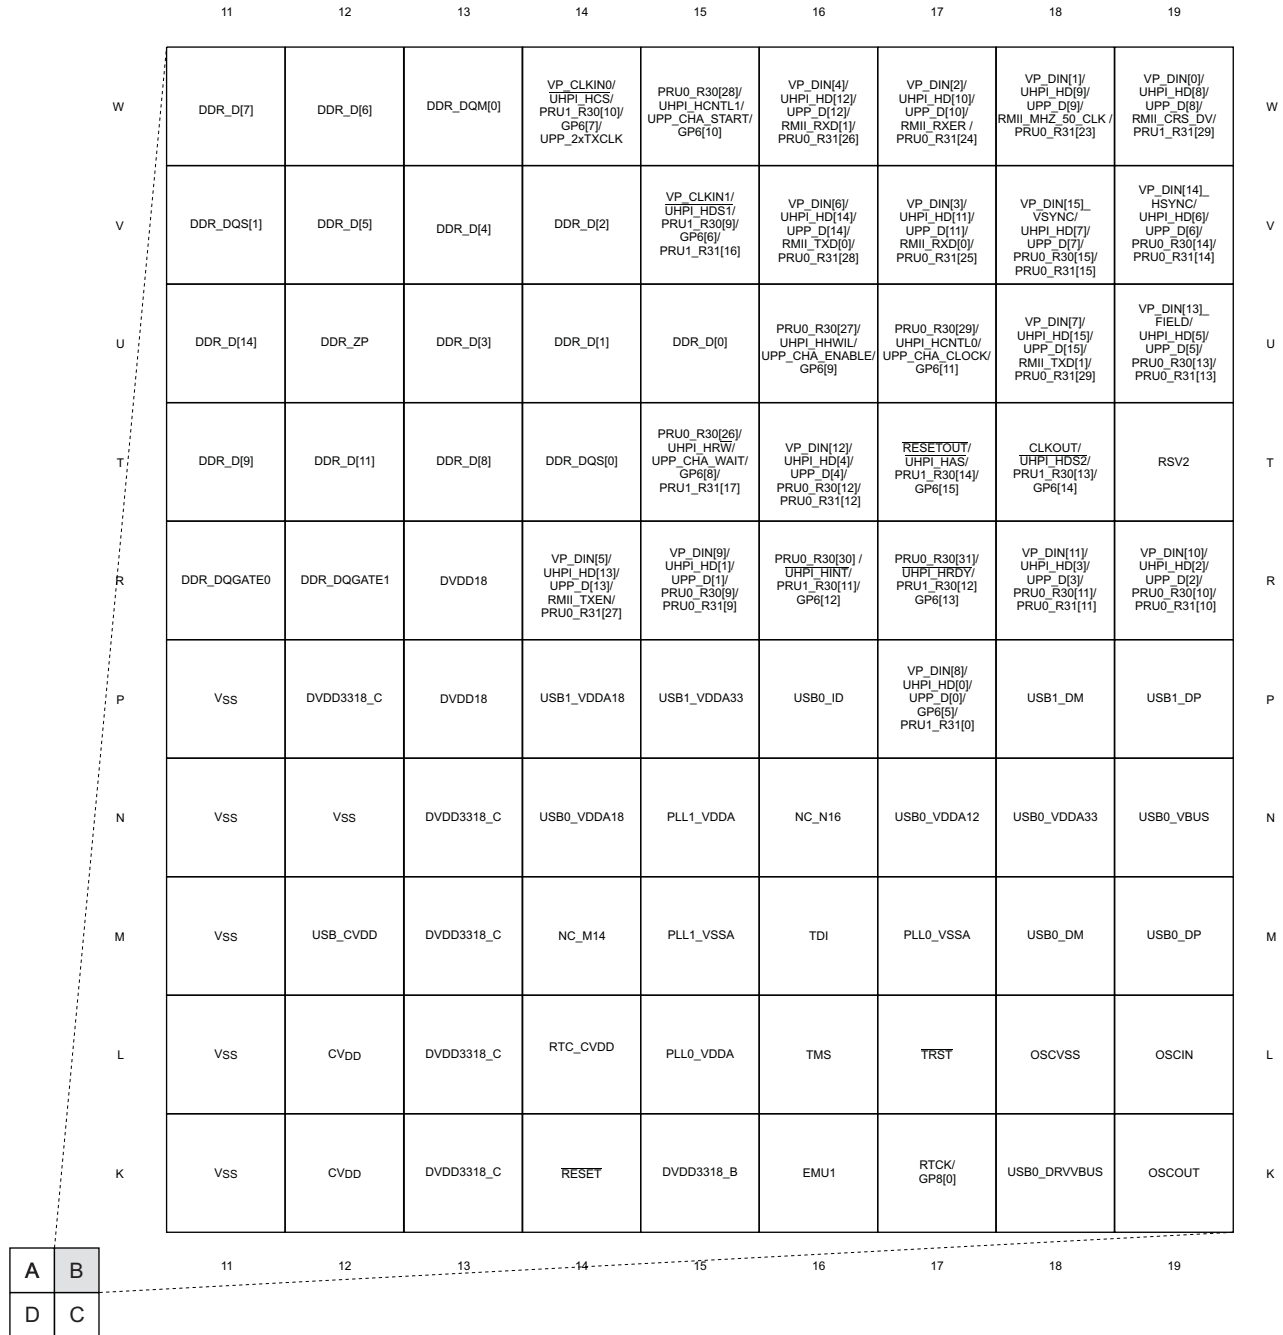 11 12 13 14 15 16 17 18 19
W
DDR_D[7]
DDR_D[6]
DDR_DQM[0]
VP_CLKIN0/
UHPI_HCS/
PRU1_R30[10]/
GP6[7]/
UPP_2xTXCLK
PRU0_R30[28]/
UHPI_HCNTL1/
UPP_CHA_START/
GP6[10]
VP_DIN[4]/
UHPI_HD[12]/
UPP_D[12]/
RMII_RXD[1]/
PRU0_R31[26]
VP_DIN[2]/
UHPI_HD[10]/
UPP_D[10]/
RMII_RXER /
PRU0_R31[24]
VP_DIN[1]/
UHPI_HD[9]/
UPP_D[9]/
RMII_MHZ_50_CLK /
PRU0_R31[23]
VP_DIN[0]/
UHPI_HD[8]/
UPP_D[8]/
RMII_CRS_DV/
PRU1_R31[29]
W
V
DDR_DQS[1]
DDR_D[5]
DDR_D[4]
DDR_D[2]
VP_CLKIN1/
UHPI_HDS1/
PRU1_R30[9]/
GP6[6]/
PRU1_R31[16]
VP_DIN[6]/
UHPI_HD[14]/
UPP_D[14]/
RMII_TXD[0]/
PRU0_R31[28]
VP_DIN[3]/
UHPI_HD[11]/
UPP_D[11]/
RMII_RXD[0]/
PRU0_R31[25]
VP_DIN[15]_
VSYNC/
UHPI_HD[7]/
UPP_D[7]/
PRU0_R30[15]/
PRU0_R31[15]
VP_DIN[14]_
HSYNC/
UHPI_HD[6]/
UPP_D[6]/
PRU0_R30[14]/
PRU0_R31[14]
V
U
DDR_D[14]
DDR_ZP
DDR_D[3]
DDR_D[1]
DDR_D[0]
PRU0_R30[27]/
UHPI_HHWIL/
UPP_CHA_ENABLE/
GP6[9]
PRU0_R30[29]/
UHPI_HCNTL0/
UPP_CHA_CLOCK/
GP6[11]
VP_DIN[7]/
UHPI_HD[15]/
UPP_D[15]/
RMII_TXD[1]/
PRU0_R31[29]
VP_DIN[13]_
FIELD/
UHPI_HD[5]/
UPP_D[5]/
PRU0_R30[13]/
PRU0_R31[13]
U
T
DDR_D[9]
DDR_D[11]
DDR_D[8]
DDR_DQS[0]
PRU0_R30[26]/
UHPI_HRW/
UPP_CHA_WAIT/
GP6[8]/
PRU1_R31[17]
VP_DIN[12]/
UHPI_HD[4]/
UPP_D[4]/
PRU0_R30[12]/
PRU0_R31[12]
RESETOUT/
UHPI_HAS/
PRU1_R30[14]/
GP6[15]
CLKOUT/
UHPI_HDS2/
PRU1_R30[13]/
GP6[14]
RSV2
T
R
DDR_DQGATE0
DDR_DQGATE1
DVDD18
VP_DIN[5]/
UHPI_HD[13]/
UPP_D[13]/
RMII_TXEN/
PRU0_R31[27]
VP_DIN[9]/
UHPI_HD[1]/
UPP_D[1]/
PRU0_R30[9]/
PRU0_R31[9]
PRU0_R30[30] /
UHPI_HINT/
PRU1_R30[11]/
GP6[12]
PRU0_R30[31]/
UHPI_HRDY/
PRU1_R30[12]
GP6[13]
VP_DIN[11]/
UHPI_HD[3]/
UPP_D[3]/
PRU0_R30[11]/
PRU0_R31[11]
VP_DIN[10]/
UHPI_HD[2]/
UPP_D[2]/
PRU0_R30[10]/
PRU0_R31[10]
R
P
VSS
DVDD3318_C
DVDD18
USB1_VDDA18
USB1_VDDA33
USB0_ID
VP_DIN[8]/
UHPI_HD[0]/
UPP_D[0]/
GP6[5]/
PRU1_R31[0]
USB1_DM
USB1_DP
P
N
VSS
VSS
DVDD3318_C
USB0_VDDA18
PLL1_VDDA
NC_N16
USB0_VDDA12
USB0_VDDA33
USB0_VBUS
N
M
VSS
USB_CVDD
DVDD3318_C
NC_M14
PLL1_VSSA
TDI
PLL0_VSSA
USB0_DM
USB0_DP
M
L
VSS
CVDD
DVDD3318_C
RTC_CVDD
PLL0_VDDA
TMS
TRST
OSCVSS
OSCIN
L
K
VSS
CVDD
DVDD3318_C
RESET
DVDD3318_B
EMU1
RTCK/
GP8[0]
USB0_DRVVBUS
OSCOUT
K
11 12 13 14 15 16 17 18 19
A B
D C